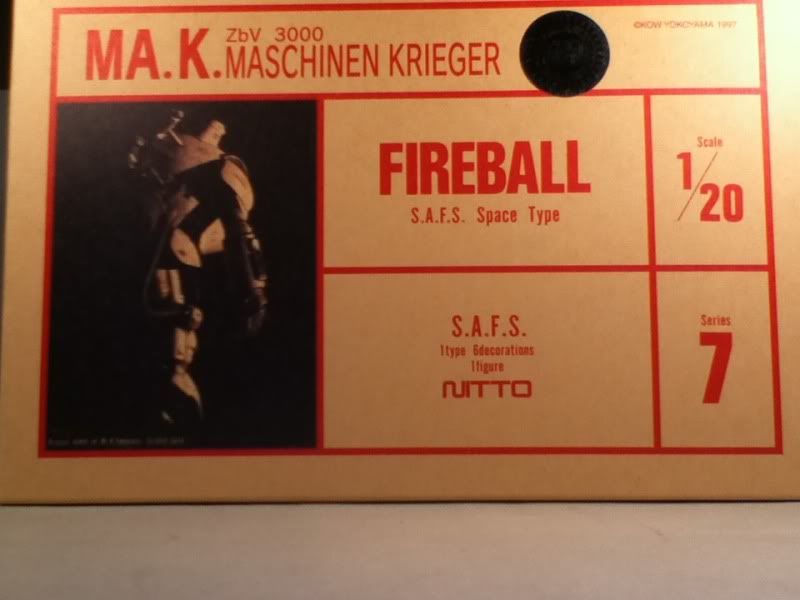 MA.K.
ZbV 3000
MASCHINEN KRIEGER
©KOW YOKOYAMA 1997
FIREBALL
S.A.F.S. Space Type
Scale
1/20
S.A.F.S.
1type 6decorations
1figure
NITTO
Series
7